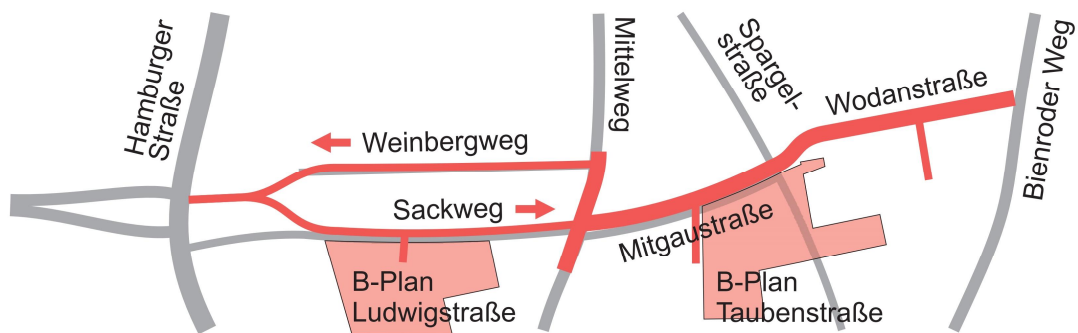 Hamburger
Straße
Weinbergweg
Sackweg
Mittelweg
Spargel-
straße
Mitgaustraße
Wodanstraße
Bienroder Weg
B-Plan
Ludwigstraße
B-Plan
Taubenstraße